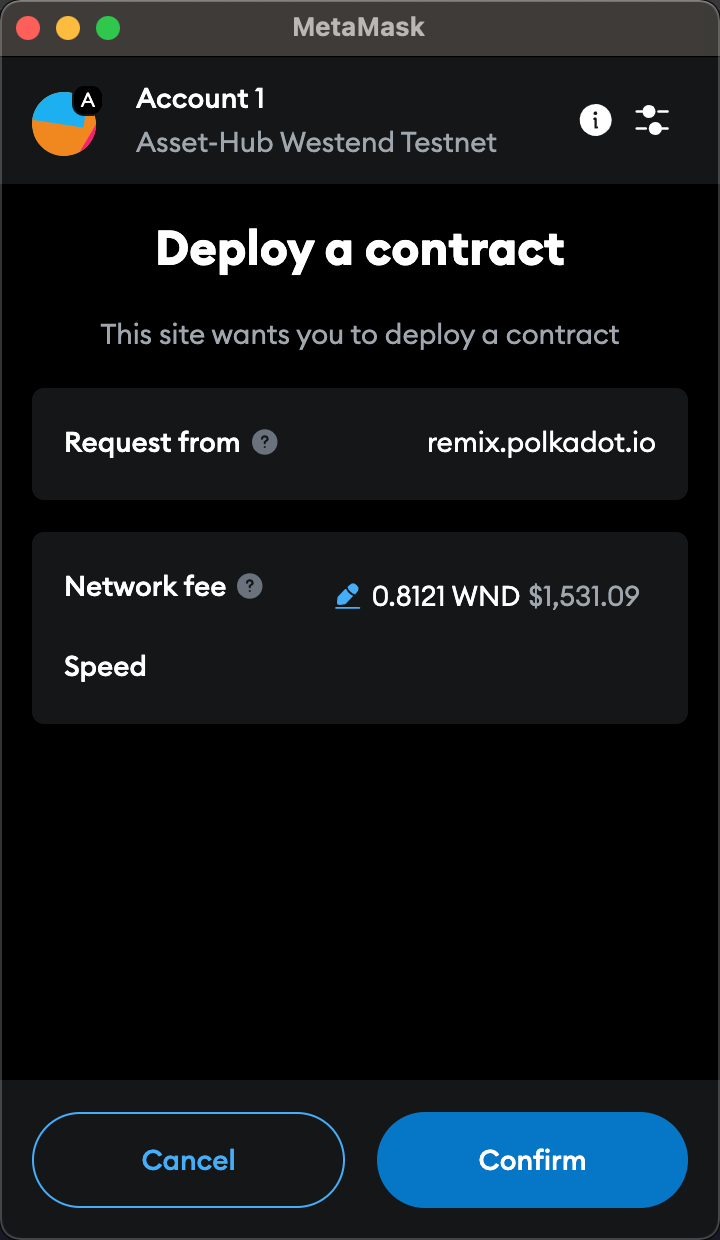 MetaMask
A
Account 1
Asset-Hub Westend Testnet
Deploy a contract
This site wants you to deploy a contract
Request from ? remix.polkadot.io
Network fee ? 0.8121 WND $1,531.09
Speed
Cancel Confirm